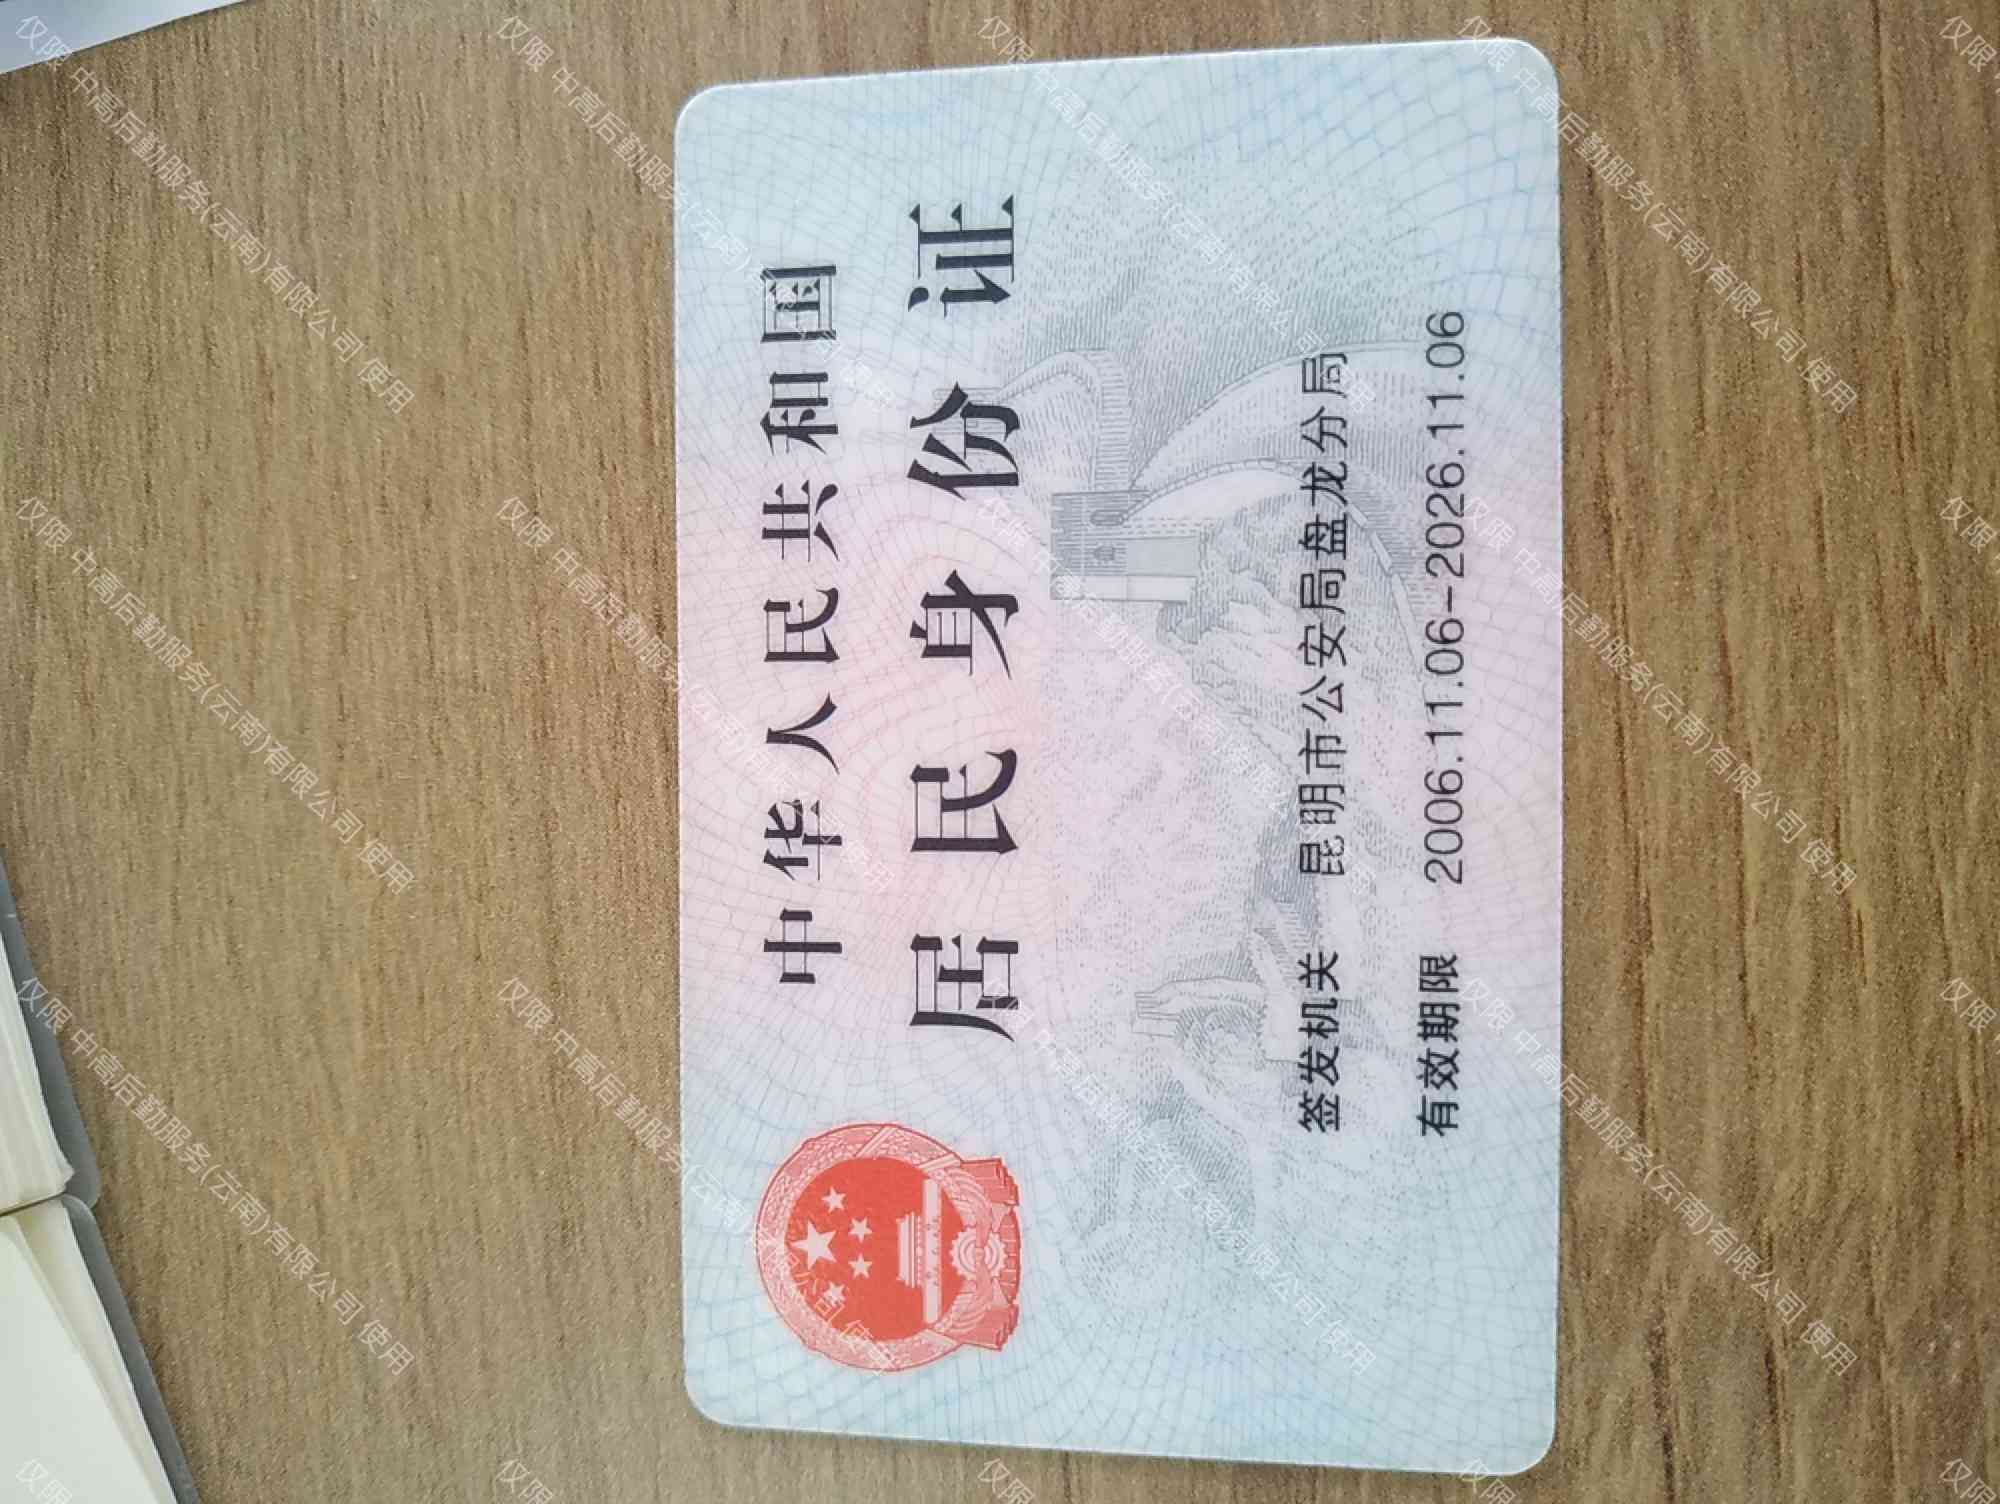 中华人民共和国
居民身份证
签发机关 昆明市公安局盘龙分局
有效期限 2006.11.06-2026.11.06
仅限 中高后勤服务(云南)有限公司 使用